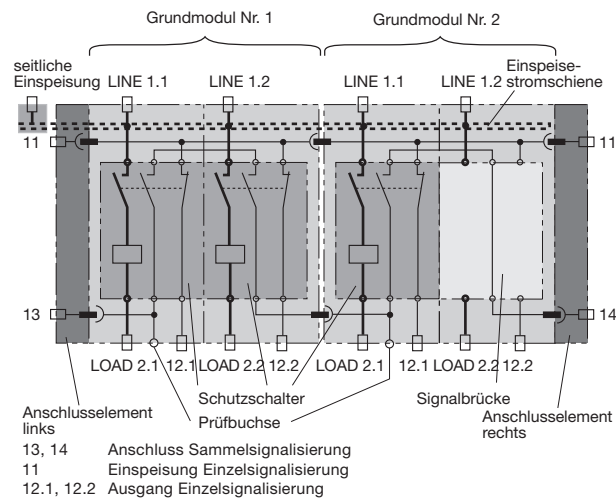 Grundmodul Nr. 1
Grundmodul Nr. 2
seitliche
Einspeisung
LINE 1.1
LINE 1.2
LINE 1.1
LINE 1.2
Einspeise-
stromschiene
11
11
13
14
LOAD 2.1
12.1
LOAD 2.2
12.2
LOAD 2.1
12.1
LOAD 2.2
12.2
Anschlusselement
links
Schutzschalter
Prüfbuchse
Signalbrücke
Anschlusselement
rechts
13, 14 Anschluss Sammelsignalisierung
11 Einspeisung Einzelsignalisierung
12.1, 12.2 Ausgang Einzelsignalisierung